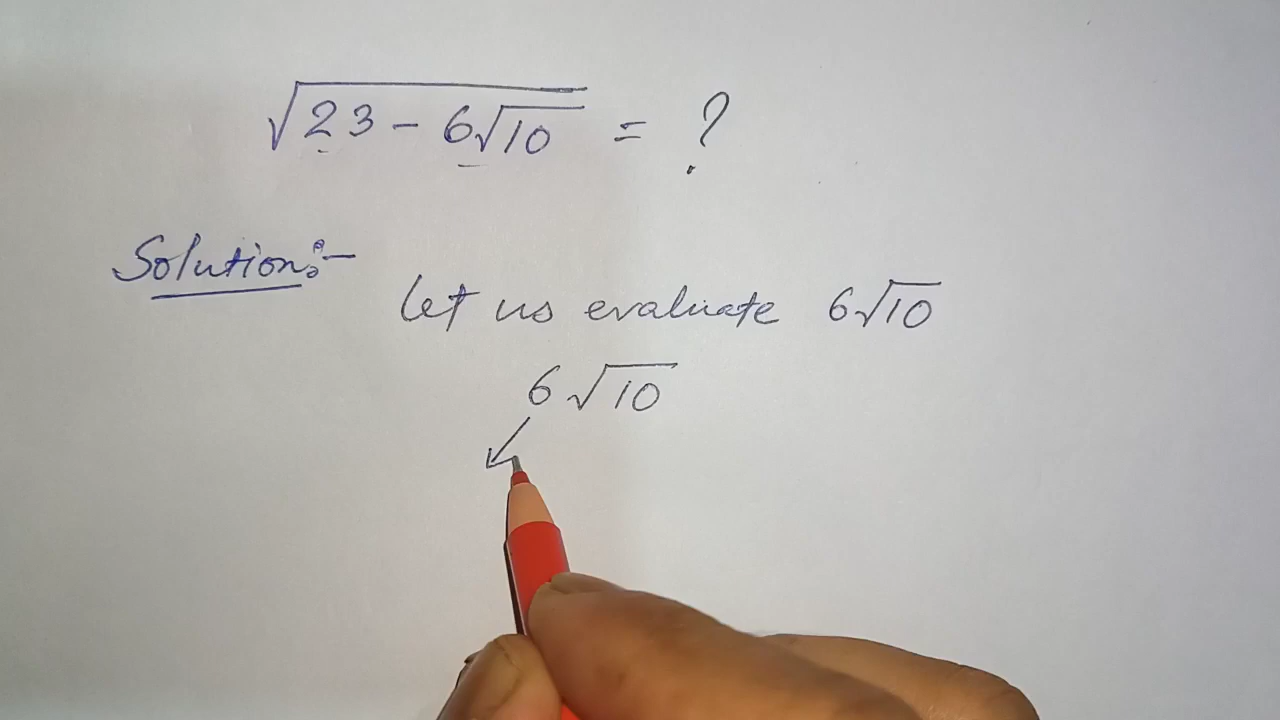 √(23 - 6√10) = ?
Solution:-
Let us evaluate 6√10
6√10